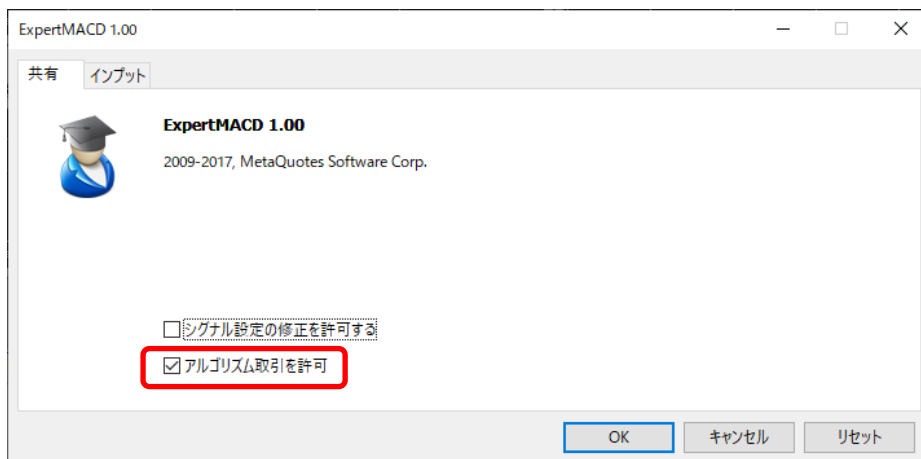 ExpertMACD 1.00
共有 インプット
ExpertMACD 1.00
2009-2017, MetaQuotes Software Corp.
シグナル設定の修正を許可する
アルゴリズム取引を許可
OK キャンセル リセット